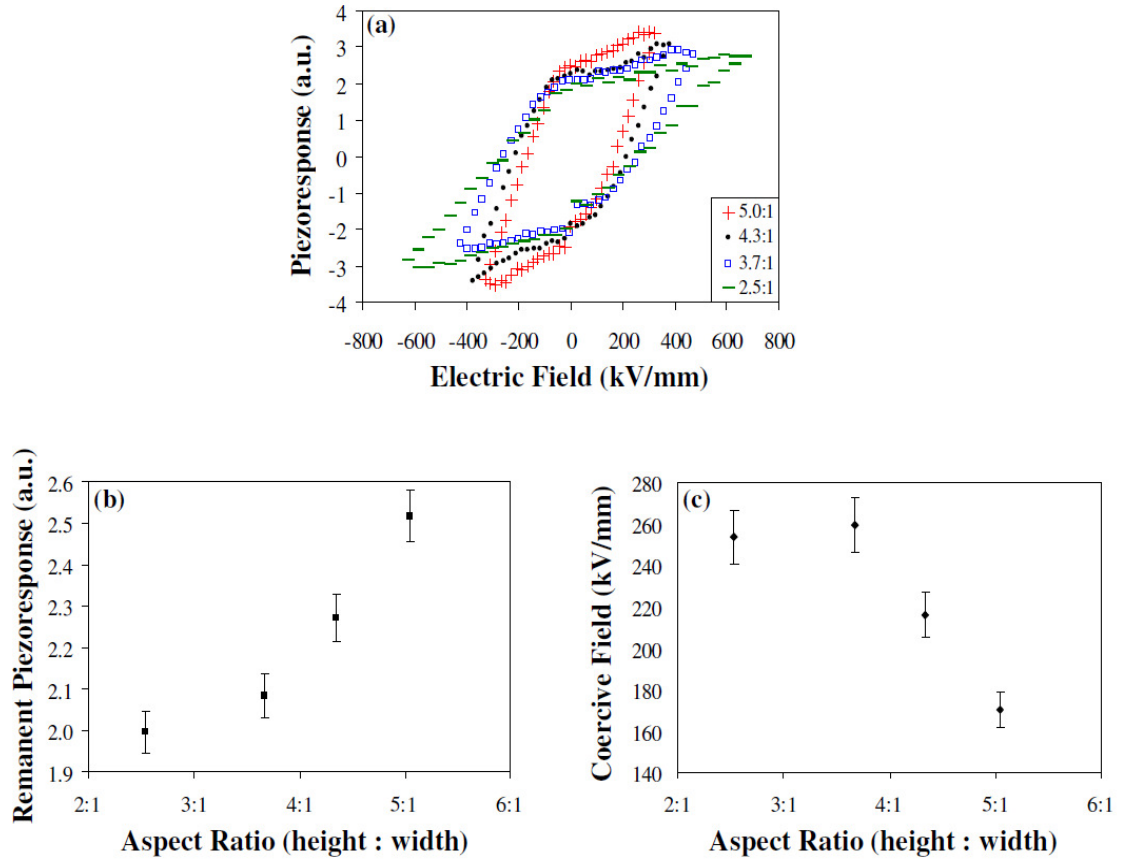 (a)
Piezoresponse (a.u.)
4
3
2
1
0
-1
-2
-3
-4
-800 -600 -400 -200 0 200 400 600 800
Electric Field (kV/mm)
5.0:1
4.3:1
3.7:1
2.5:1
(b)
Remanent Piezoresponse (a.u.)
2.6
2.5
2.4
2.3
2.2
2.1
2.0
1.9
2:1 3:1 4:1 5:1 6:1
Aspect Ratio (height : width)
(c)
Coercive Field (kV/mm)
280
260
240
220
200
180
160
140
2:1 3:1 4:1 5:1 6:1
Aspect Ratio (height : width)